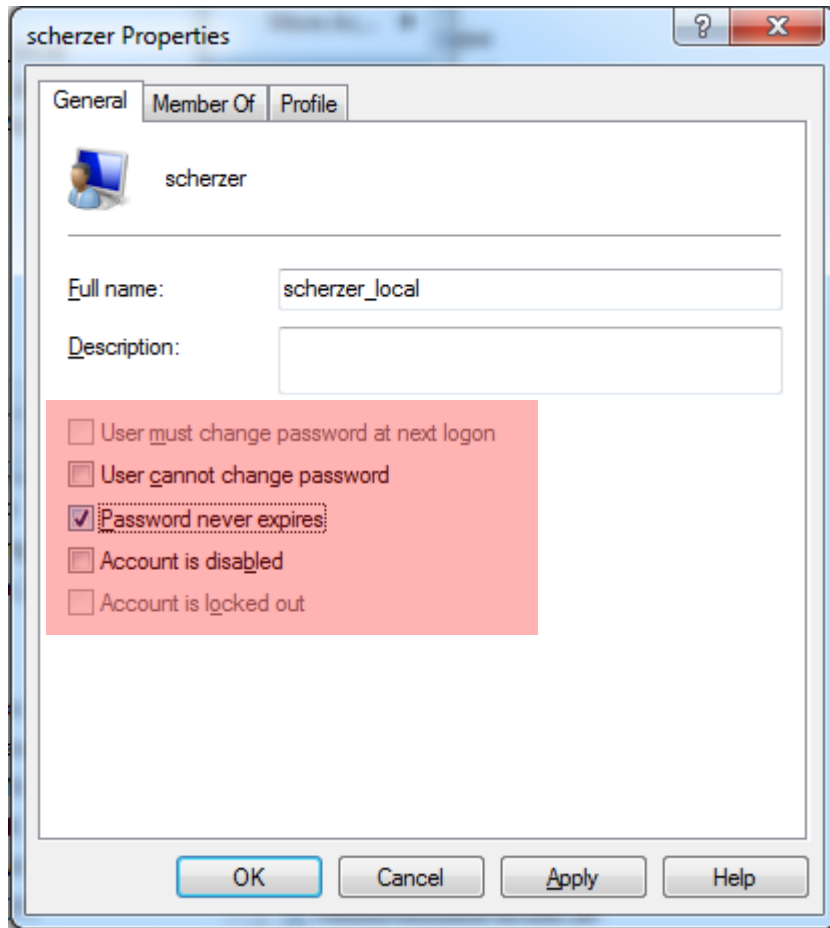 scherzer Properties
General Member Of Profile
scherzer
Full name: scherzer_local
Description:
User must change password at next logon
User cannot change password
Password never expires
Account is disabled
Account is locked out
OK Cancel Apply Help